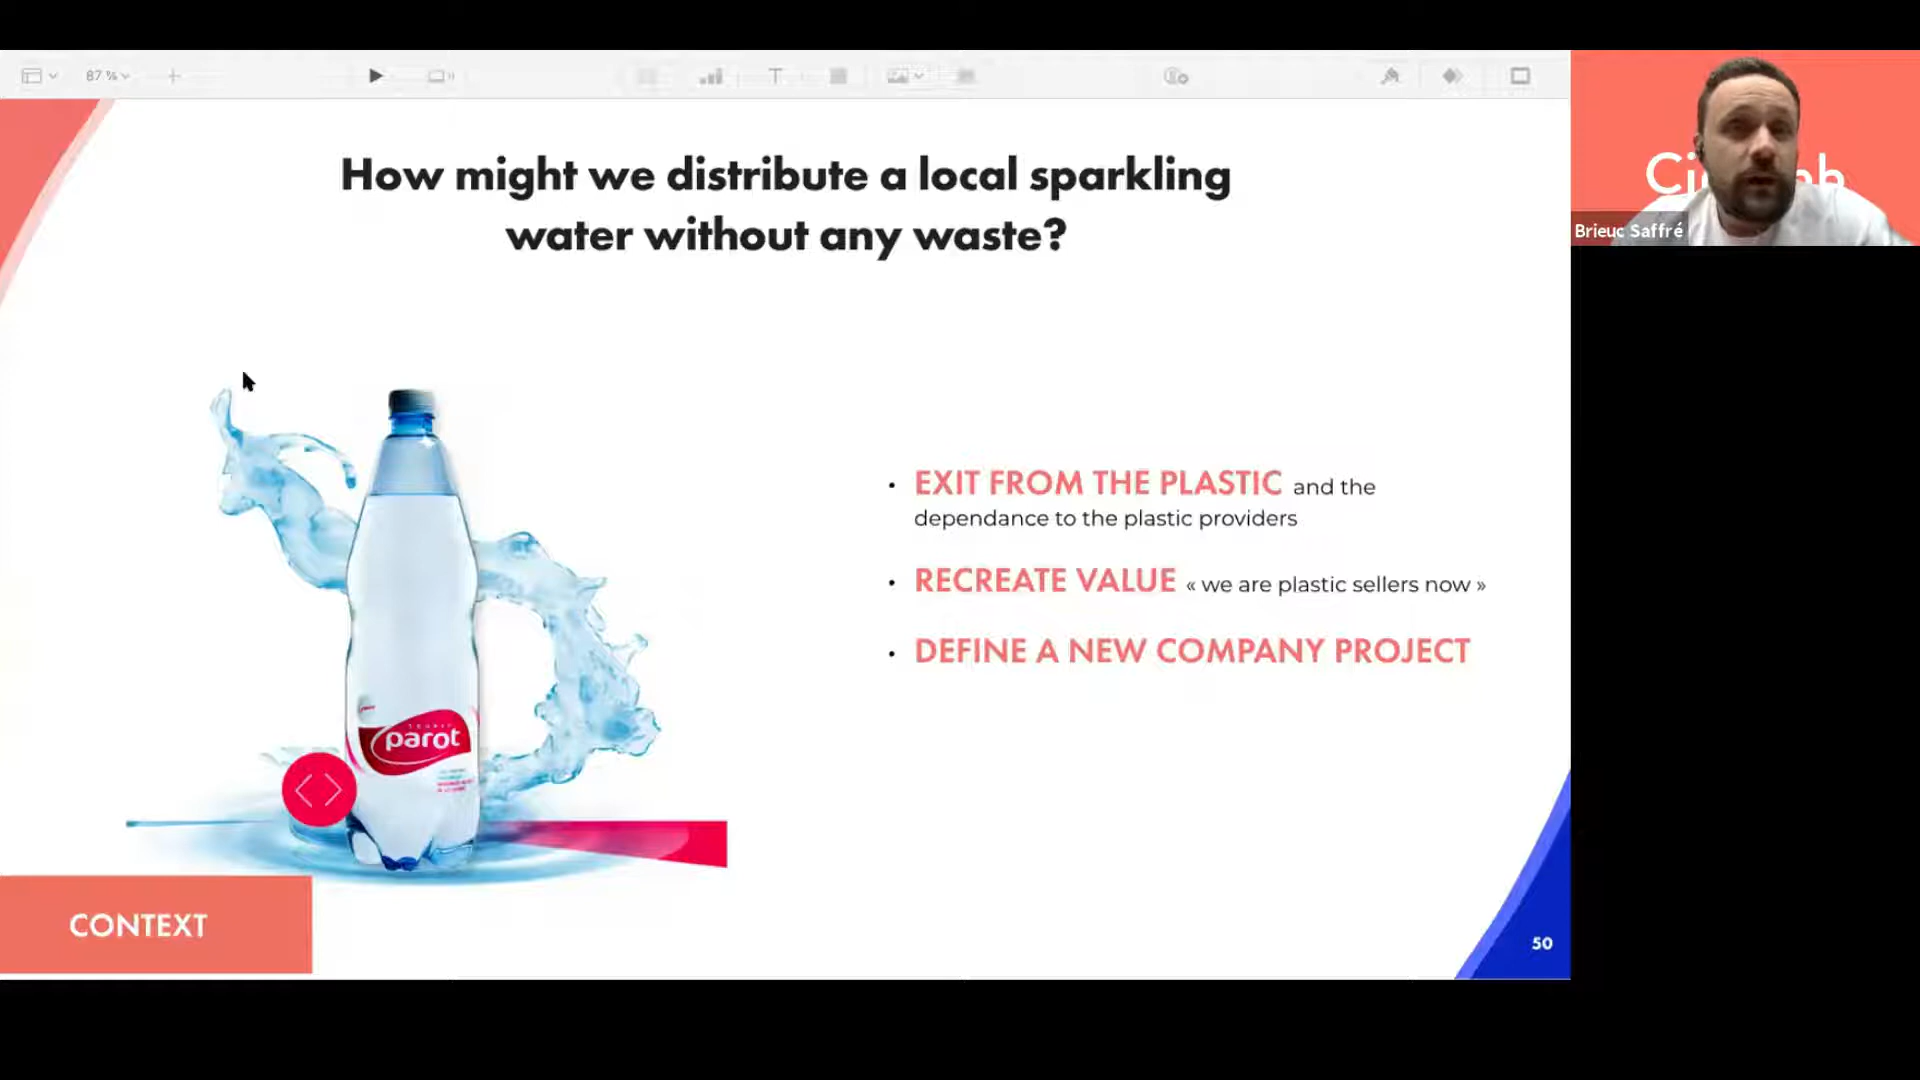 87 %
How might we distribute a local sparkling
water without any waste?
Brieuc Saffré
• EXIT FROM THE PLASTIC and the
dependance to the plastic providers
• RECREATE VALUE « we are plastic sellers now »
• DEFINE A NEW COMPANY PROJECT
parot
CONTEXT
50